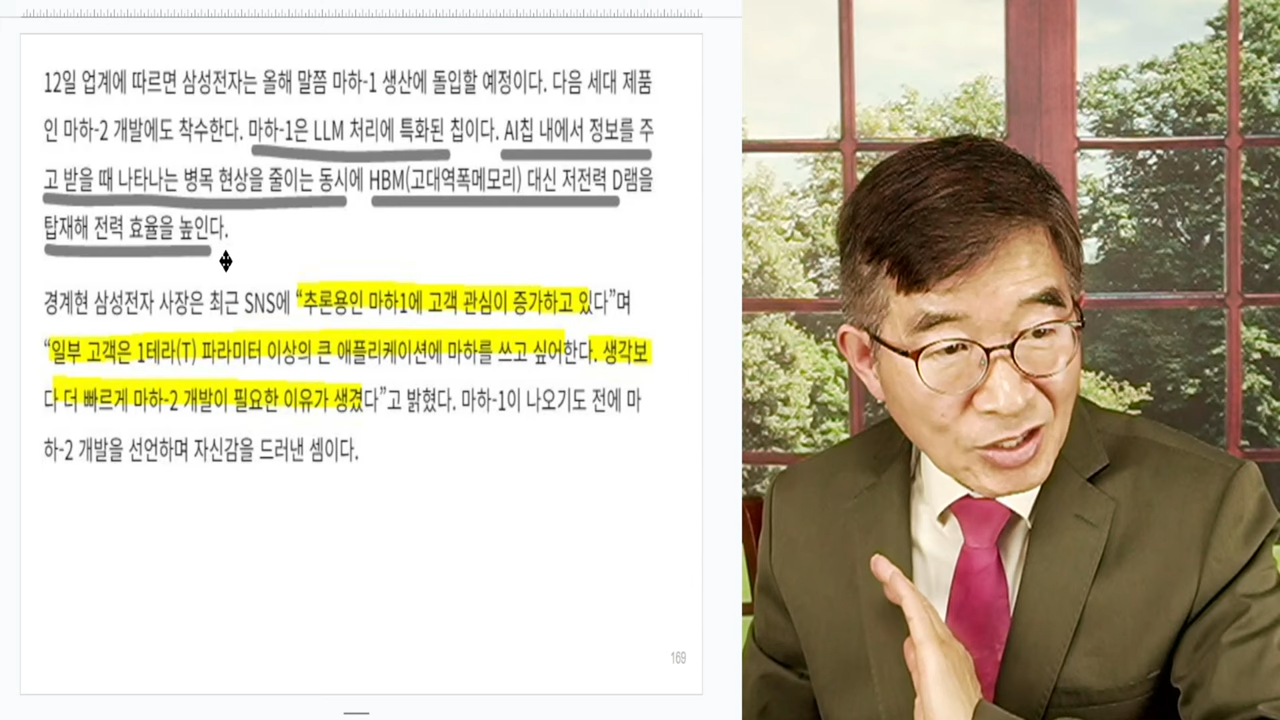 12일 업계에 따르면 삼성전자는 올해 말쯤 마하-1 생산에 돌입할 예정이다. 다음 세대 제품
인 마하-2 개발에도 착수한다. 마하-1은 LLM 처리에 특화된 칩이다. AI칩 내에서 정보를 주
고 받을 때 나타나는 병목 현상을 줄이는 동시에 HBM(고대역폭메모리) 대신 저전력 D램을
탑재해 전력 효율을 높인다.
경계현 삼성전자 사장은 최근 SNS에 “추론용인 마하1에 고객 관심이 증가하고 있다”며
“일부 고객은 1테라(T) 파라미터 이상의 큰 애플리케이션에 마하를 쓰고 싶어한다. 생각보
다 더 빠르게 마하-2 개발이 필요한 이유가 생겼다”고 밝혔다. 마하-1이 나오기도 전에 마
하-2 개발을 선언하며 자신감을 드러낸 셈이다.
169